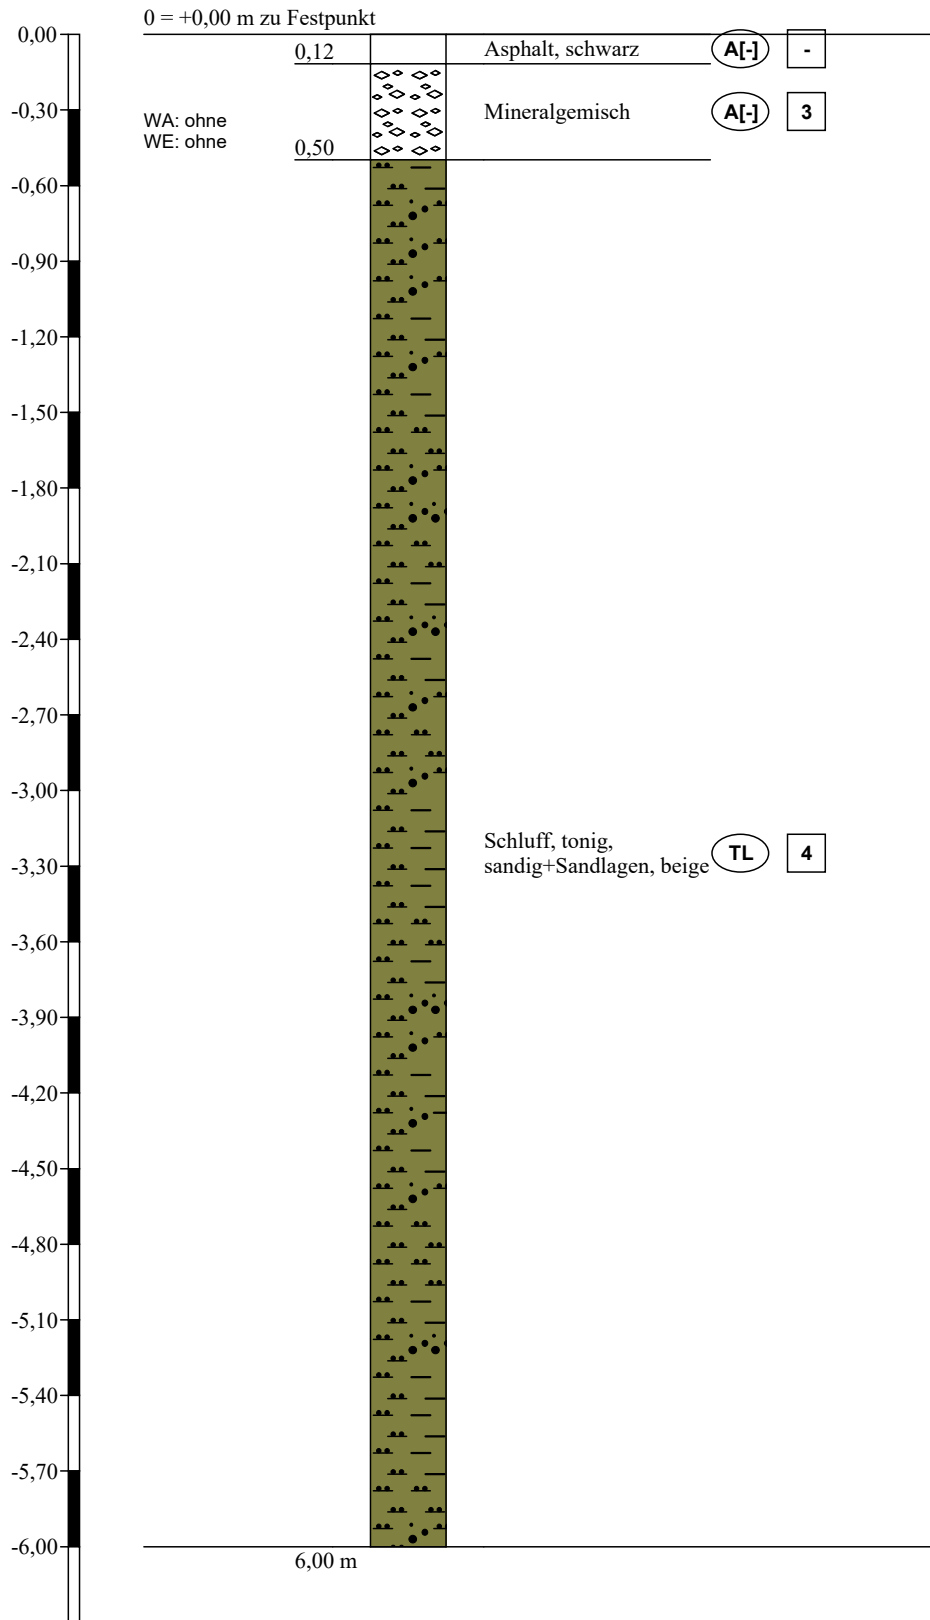 0 = +0,00 m zu Festpunkt
0,00
0,12
Asphalt, schwarz
A[-]
-
-0,30
WA: ohne
WE: ohne
Mineralgemisch
A[-]
3
0,50
-0,60
-0,90
-1,20
-1,50
-1,80
-2,10
-2,40
-2,70
-3,00
Schluff, tonig,
sandig+Sandlagen, beige
TL
4
-3,30
-3,60
-3,90
-4,20
-4,50
-4,80
-5,10
-5,40
-5,70
-6,00
6,00 m